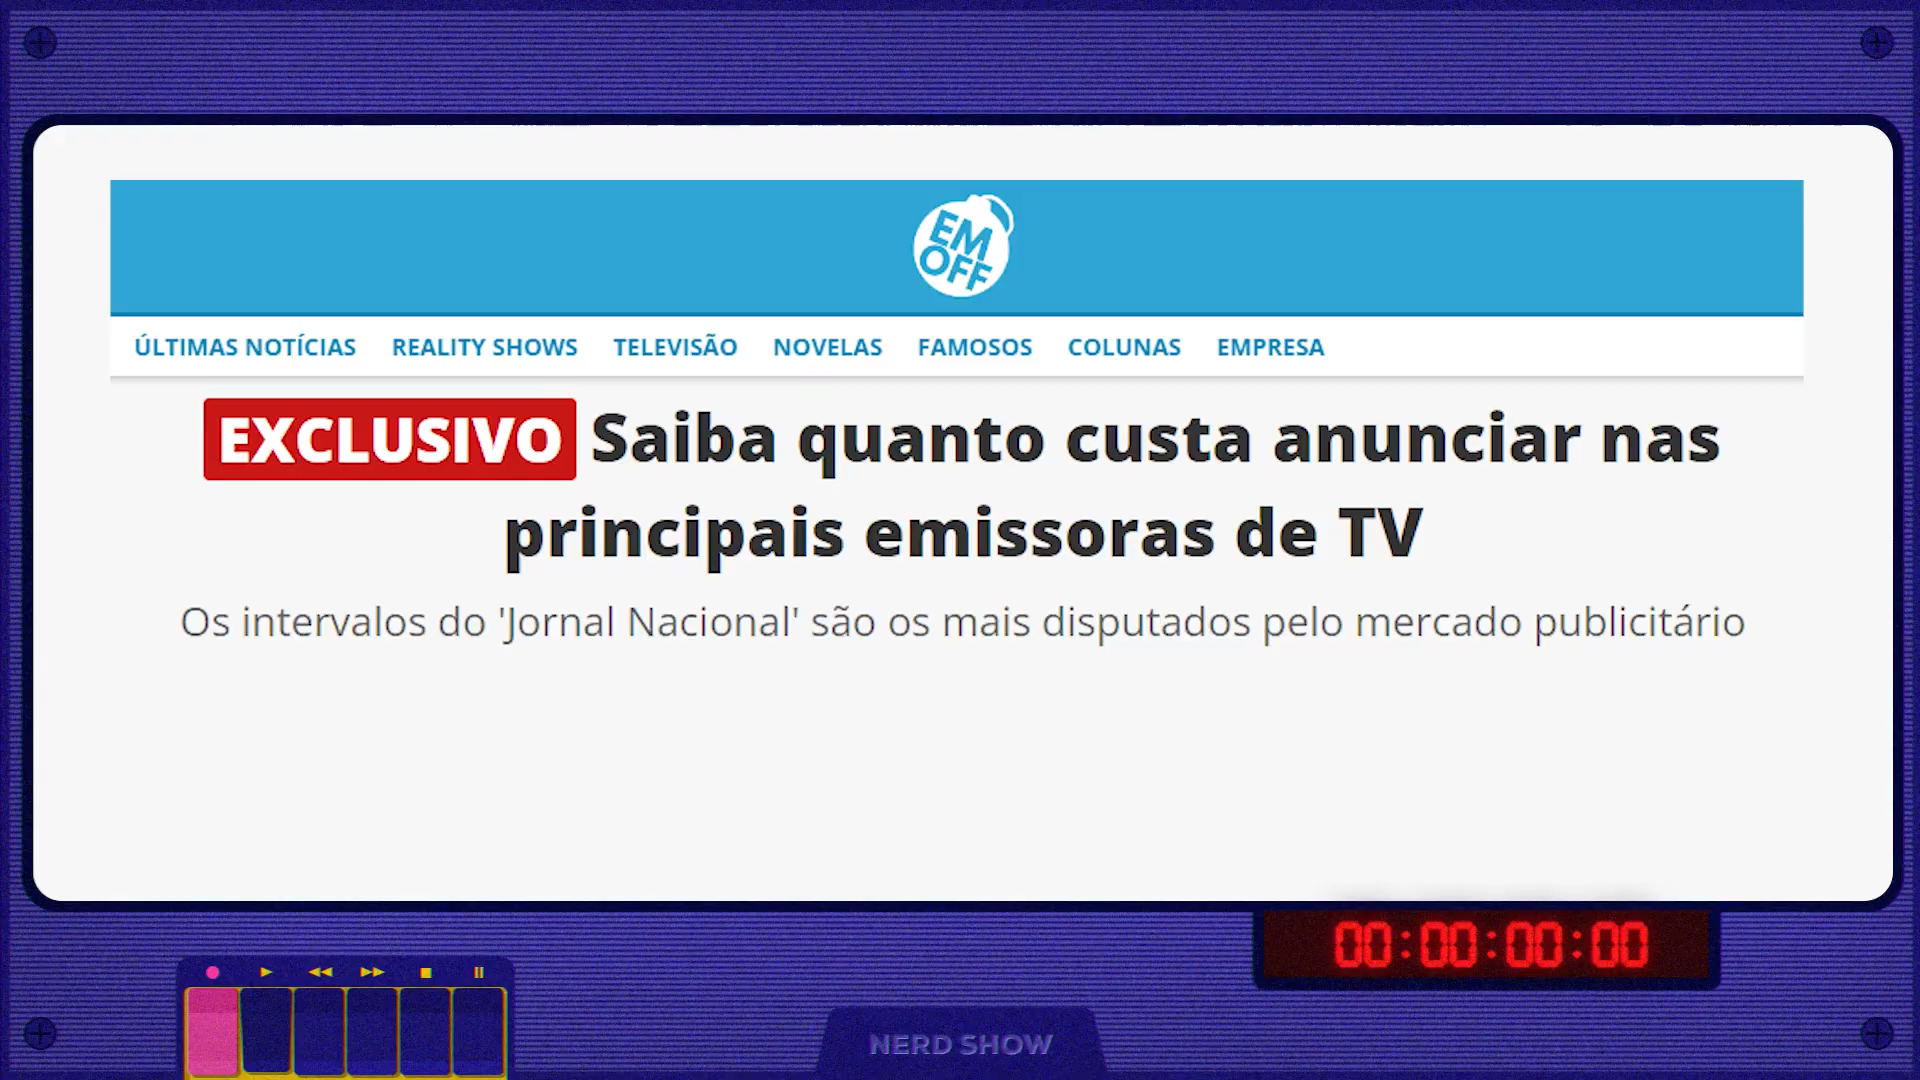 EM
OFF
ÚLTIMAS NOTÍCIAS REALITY SHOWS TELEVISÃO NOVELAS FAMOSOS COLUNAS EMPRESA
EXCLUSIVO Saiba quanto custa anunciar nas
principais emissoras de TV
Os intervalos do 'Jornal Nacional' são os mais disputados pelo mercado publicitário
00:00:00:00
NERD SHOW